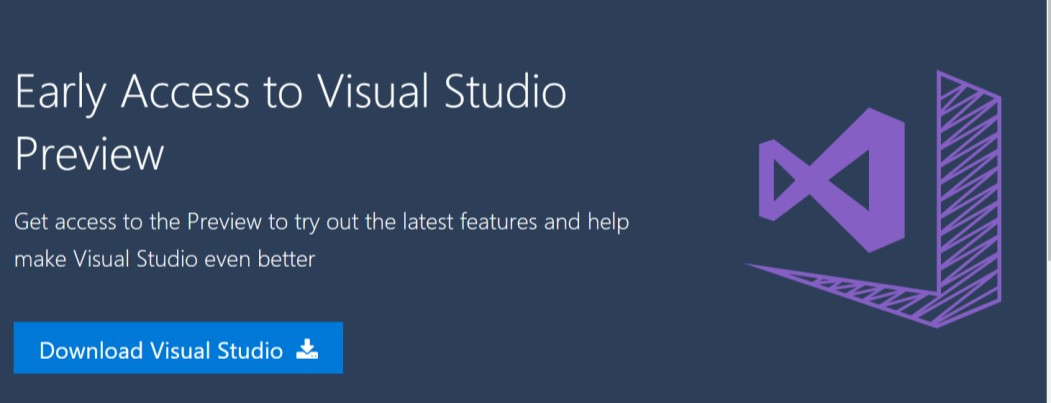 Early Access to Visual Studio
Preview
Get access to the Preview to try out the latest features and help
make Visual Studio even better
Download Visual Studio